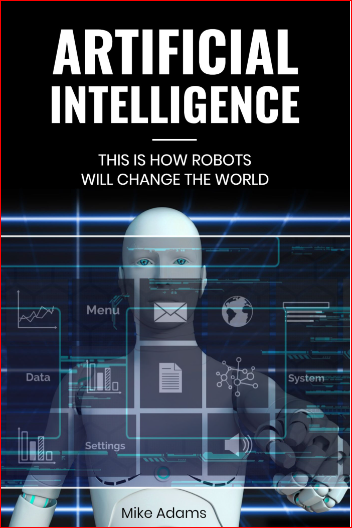 ARTIFICIAL
INTELLIGENCE
THIS IS HOW ROBOTS
WILL CHANGE THE WORLD
Menu
Data
System
Settings
Mike Adams